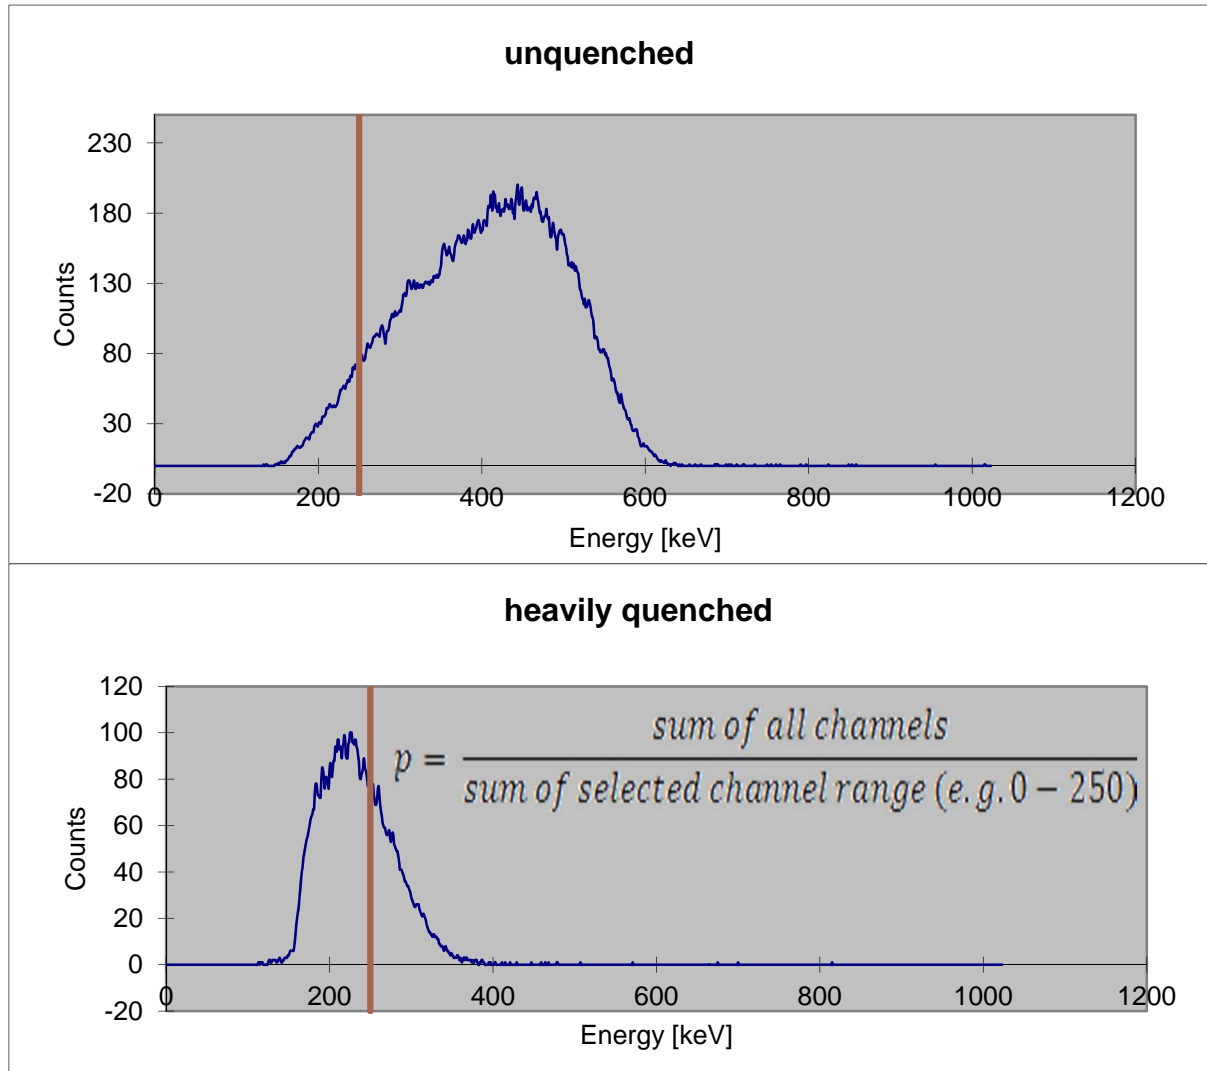 unquenched
230
180
130
80
30
-20
Counts
0 200 400 600 800 1000 1200
Energy [keV]
heavily quenched
120
100
80
60
40
20
0
-20
Counts
p = sum of all channels
sum of selected channel range (e.g. 0 – 250)
0 200 400 600 800 1000 1200
Energy [keV]